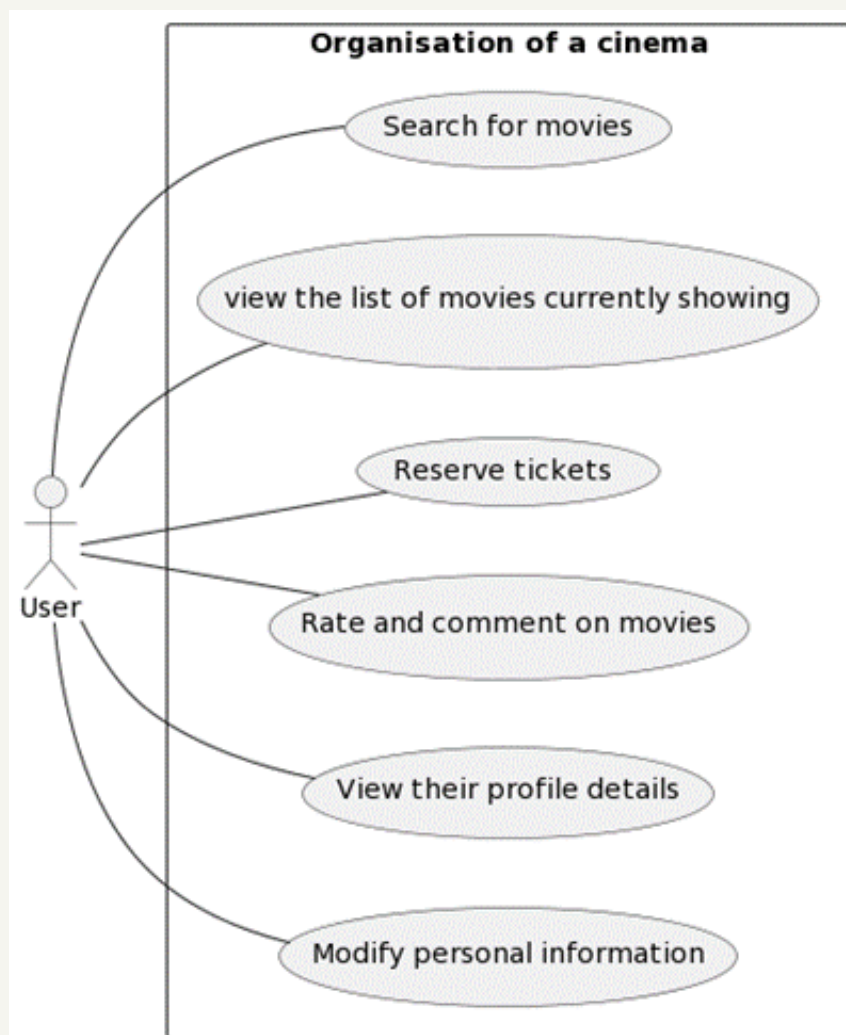 Organisation of a cinema
Search for movies
view the list of movies currently showing
Reserve tickets
Rate and comment on movies
User
View their profile details
Modify personal information